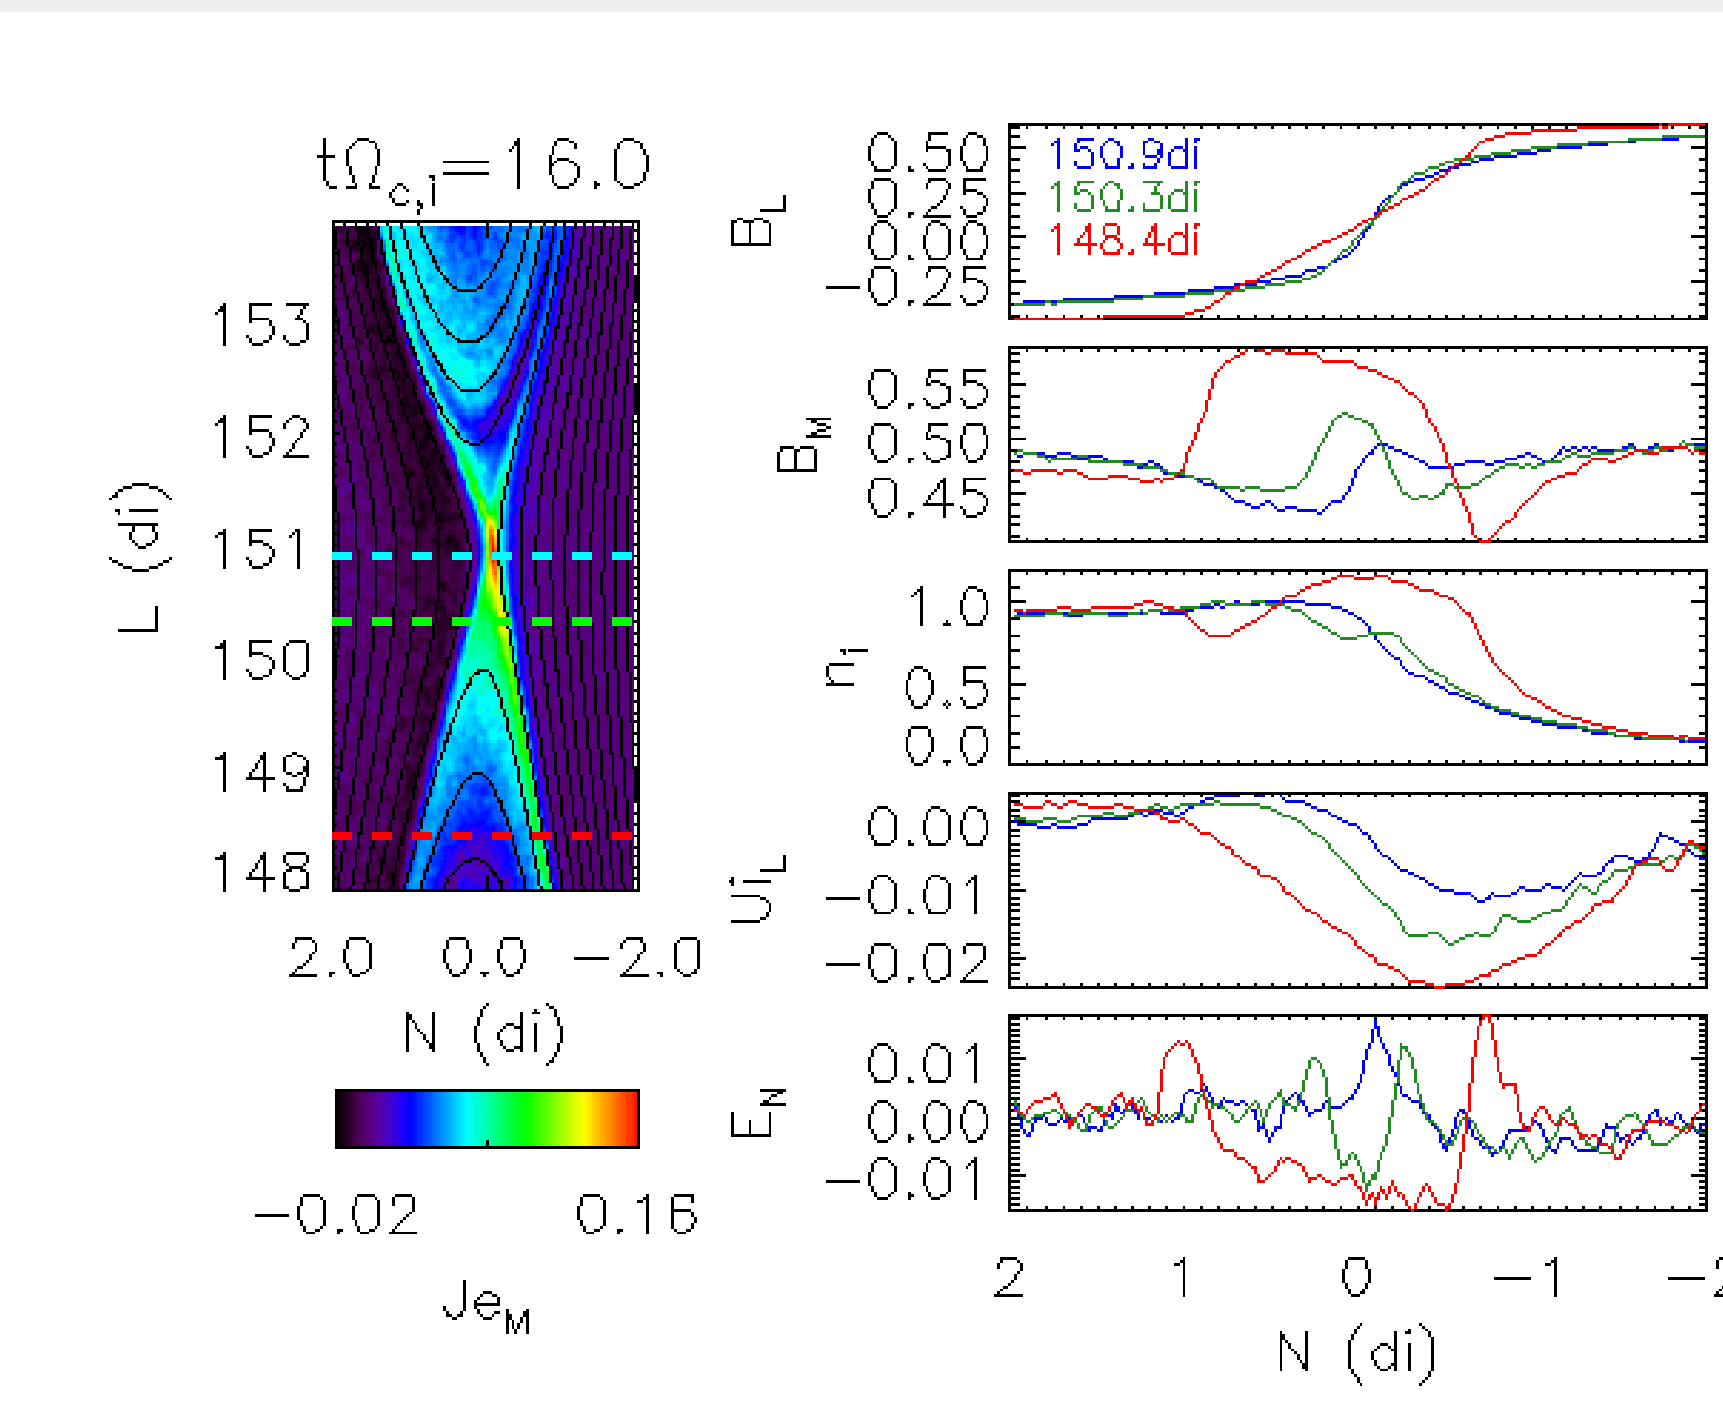 tΩc,i=16.0
L (di)
153
152
151
150
149
148
2.0 0.0 −2.0
N (di)
−0.02 0.16
JeM
BL
0.50
0.25
0.00
−0.25
150.9di
150.3di
148.4di
BM
0.55
0.50
0.45
ni
1.0
0.5
0.0
UiL
0.00
−0.01
−0.02
EN
0.01
0.00
−0.01
2 1 0 −1 −2
N (di)